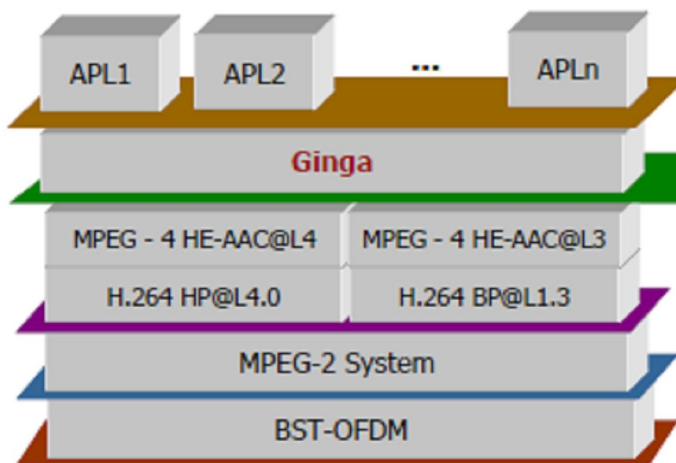 APL1 APL2 ... APLn
Ginga
MPEG - 4 HE-AAC@L4 MPEG - 4 HE-AAC@L3
H.264 HP@L4.0 H.264 BP@L1.3
MPEG-2 System
BST-OFDM